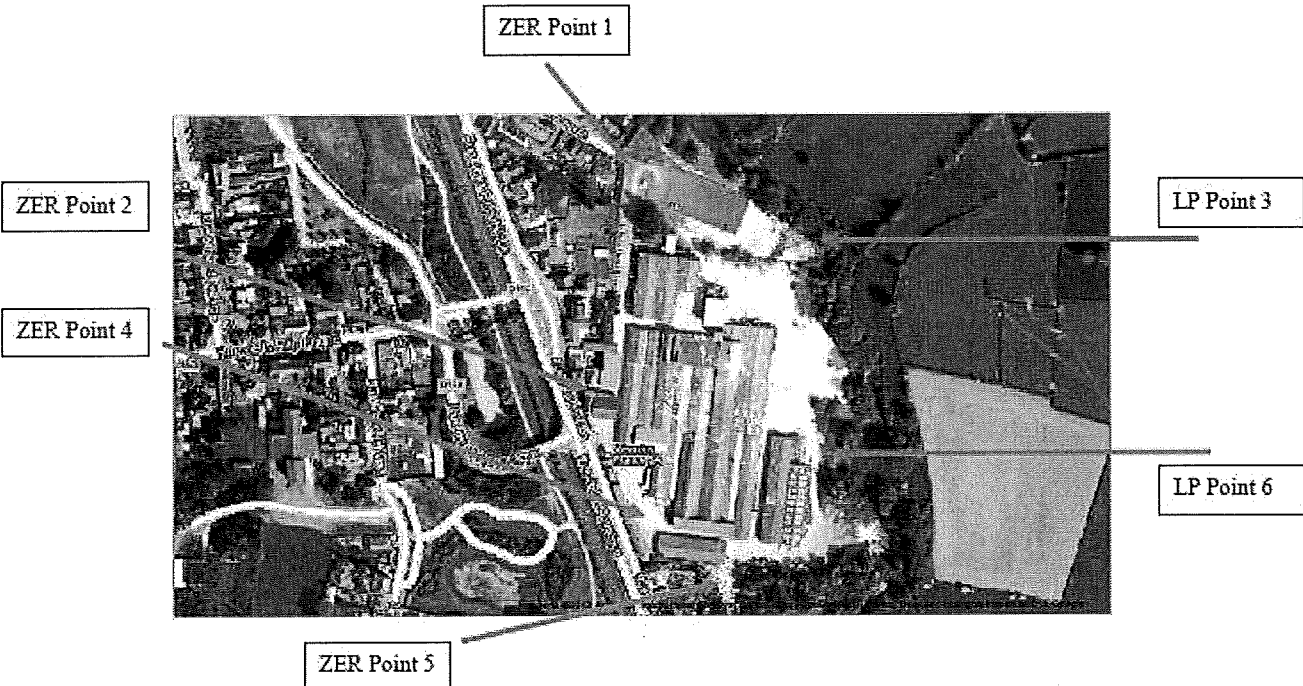 ZER Point 1
ZER Point 2
LP Point 3
ZER Point 4
LP Point 6
ZER Point 5